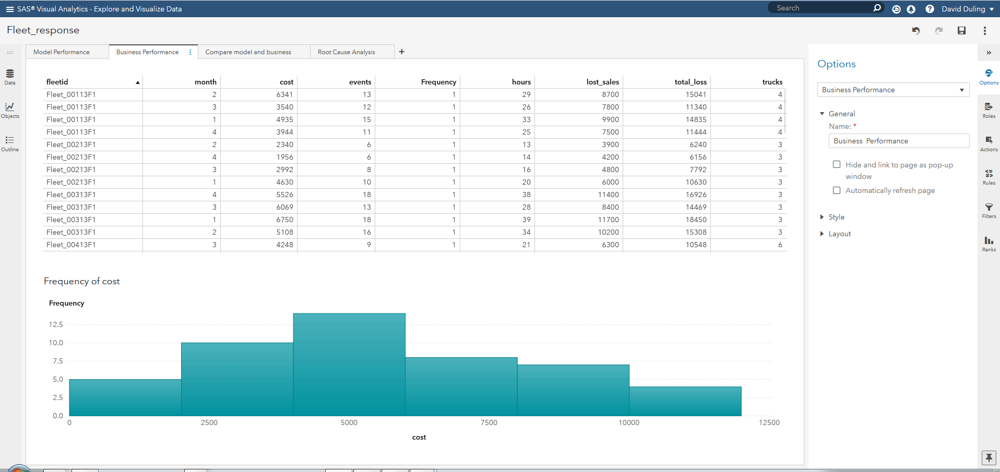 SAS® Visual Analytics - Explore and Visualize Data
Search
David Duling
Fleet_response
Model Performance
Business Performance
Compare model and business
Root Cause Analysis
Data
Objects
Outline
fleetid month cost events Frequency hours lost_sales total_loss trucks
Fleet_00113F1 2 6341 13 1 29 8700 15041 4
Fleet_00113F1 3 3540 12 1 26 7800 11340 4
Fleet_00113F1 1 4935 15 1 33 9900 14835 4
Fleet_00113F1 4 3944 11 1 25 7500 11444 4
Fleet_00213F1 2 2340 6 1 13 3900 6240 3
Fleet_00213F1 4 1956 6 1 14 4200 6156 3
Fleet_00213F1 3 2992 8 1 16 4800 7792 3
Fleet_00213F1 1 4630 10 1 20 6000 10630 3
Fleet_00313F1 4 5526 18 1 38 11400 16926 3
Fleet_00313F1 3 6069 13 1 28 8400 14469 3
Fleet_00313F1 1 6750 18 1 39 11700 18450 3
Fleet_00313F1 2 5108 16 1 34 10200 15308 3
Fleet_00413F1 3 4248 9 1 21 6300 10548 6
Frequency of cost
Frequency
12.5
10.0
7.5
5.0
2.5
0.0
0 2500 5000 7500 10000 12500
cost
Options
Business Performance
General
Name: *
Business Performance
Hide and link to page as pop-up
window
Automatically refresh page
Style
Layout
Options
Roles
Actions
Rules
Filters
Ranks